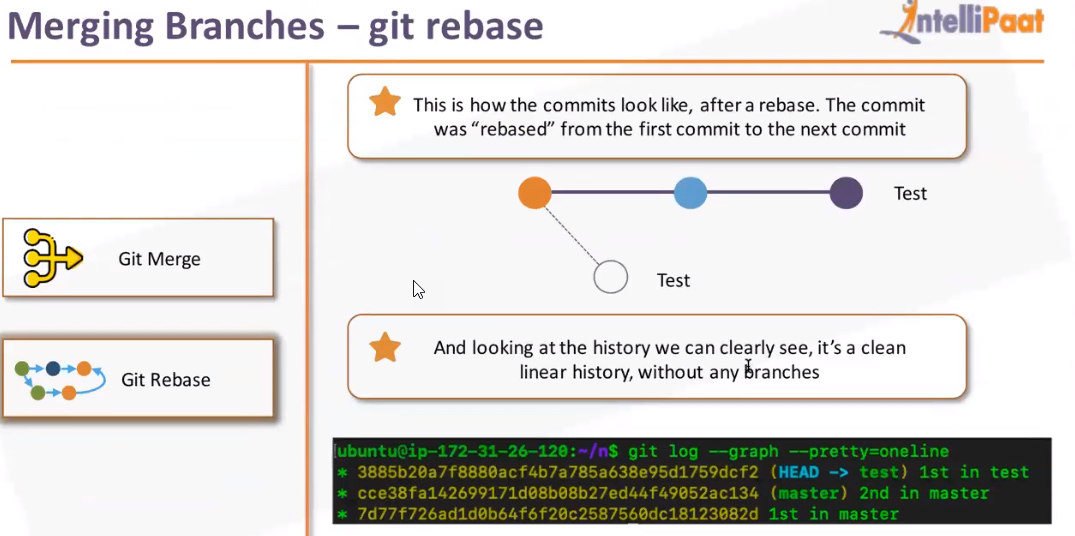 Merging Branches – git rebase
IntelliPaat
This is how the commits look like, after a rebase. The commit
was “rebased” from the first commit to the next commit
Test
Test
Git Merge
Git Rebase
And looking at the history we can clearly see, it’s a clean
linear history, without any branches
ubuntu@ip-172-31-26-120:~/n$ git log --graph --pretty=oneline
* 3885b20a7f8880acf4b7a785a638e95d1759dcf2 (HEAD -> test) 1st in test
* cce38fa142699171d08b08b27ed44f49052ac134 (master) 2nd in master
* 7d77f726ad1d0b64f6f20c2587560dc18123082d 1st in master